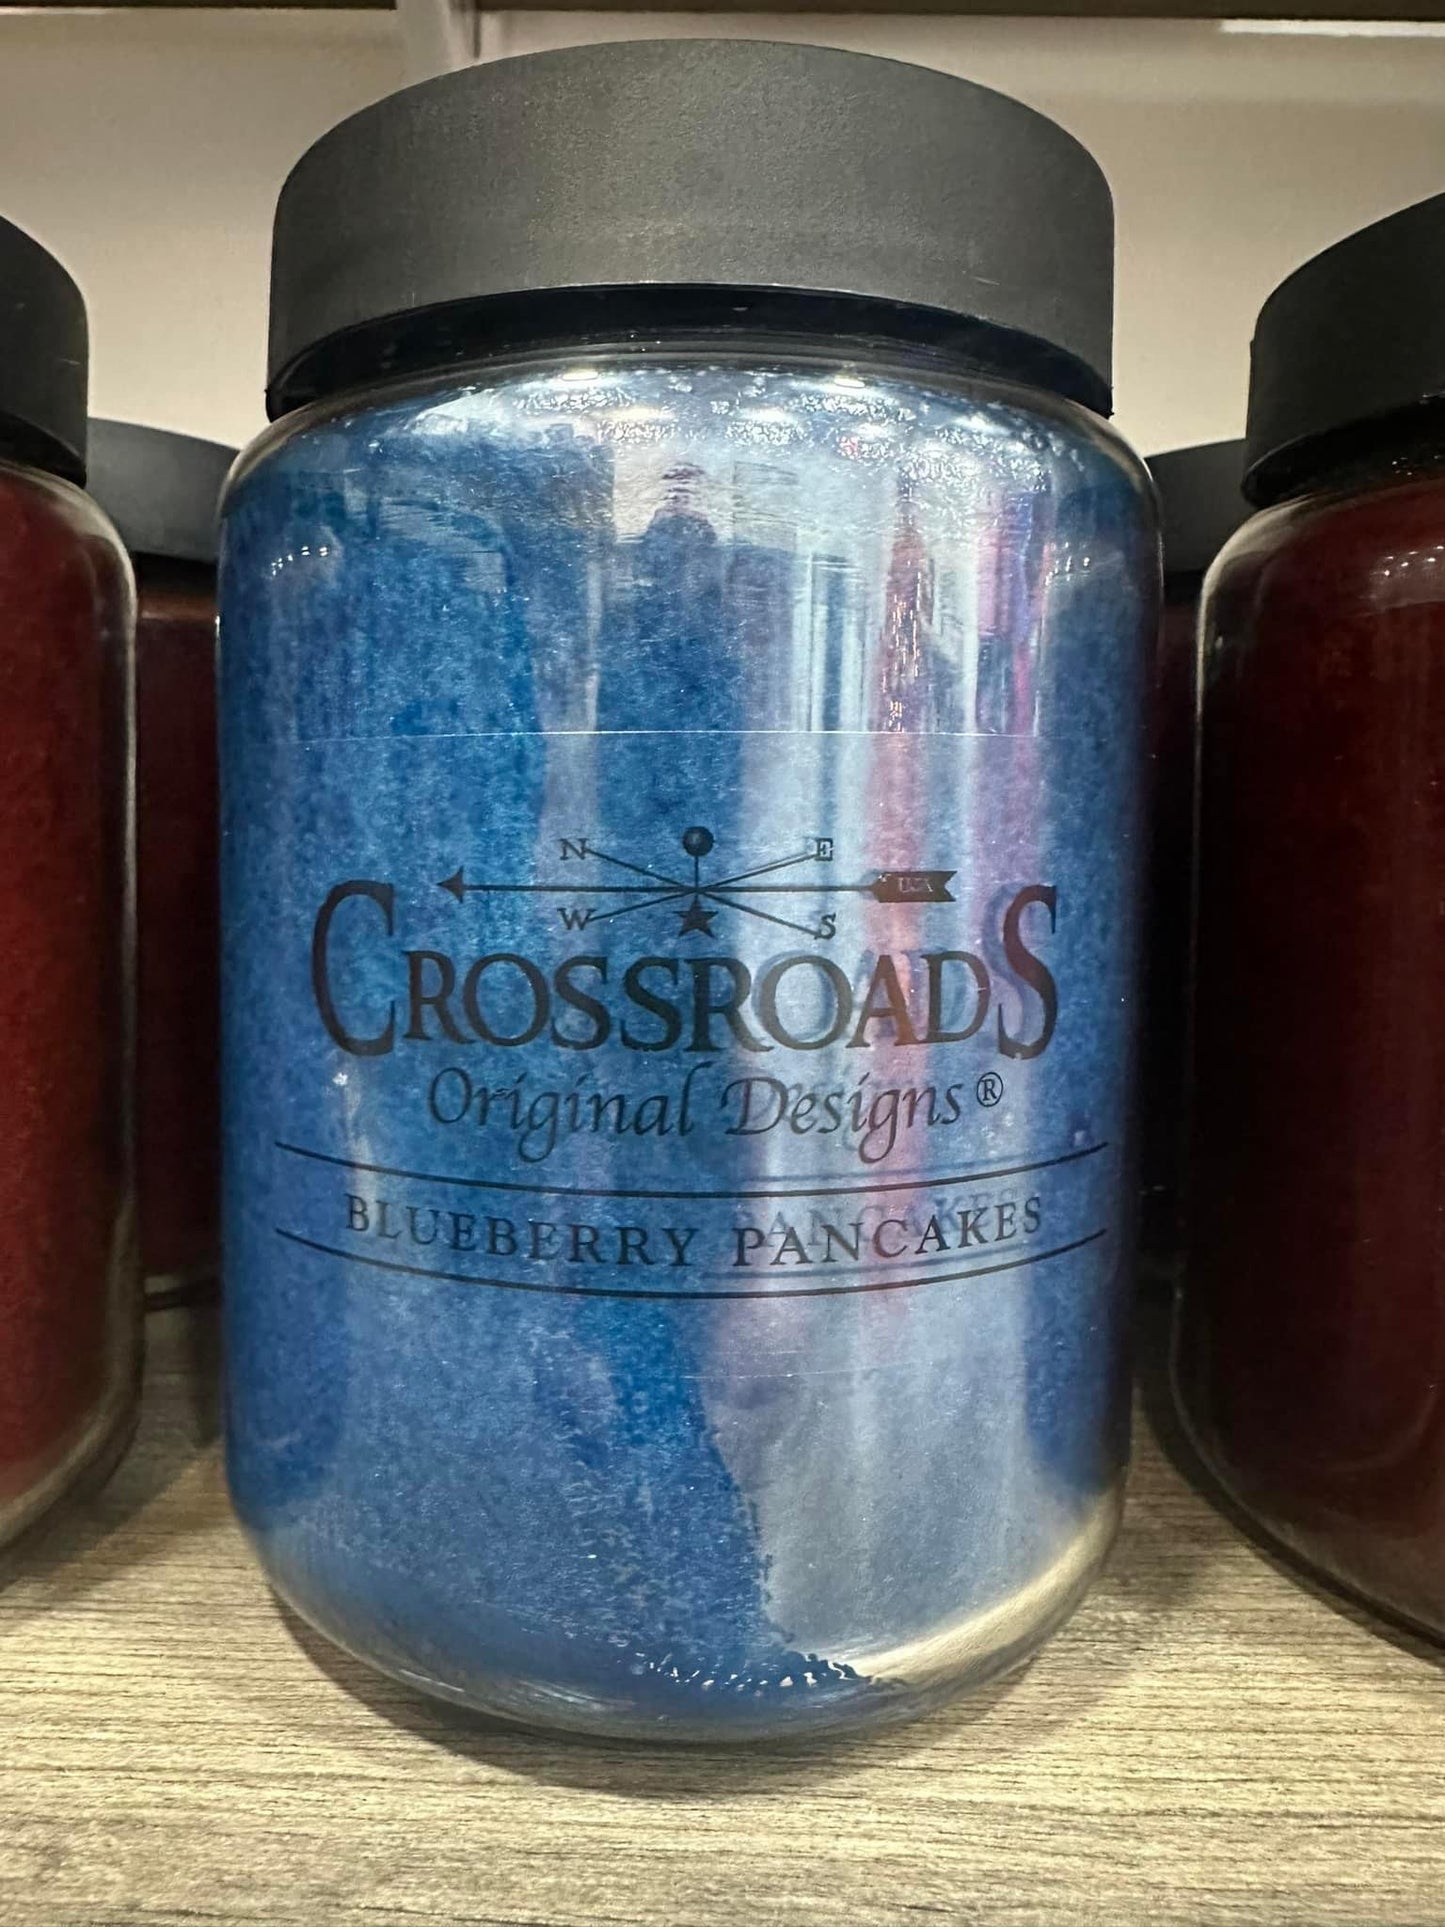 N E
USA
W S
CROSSROADS
Original Designs®
BLUEBERRY PANCAKES